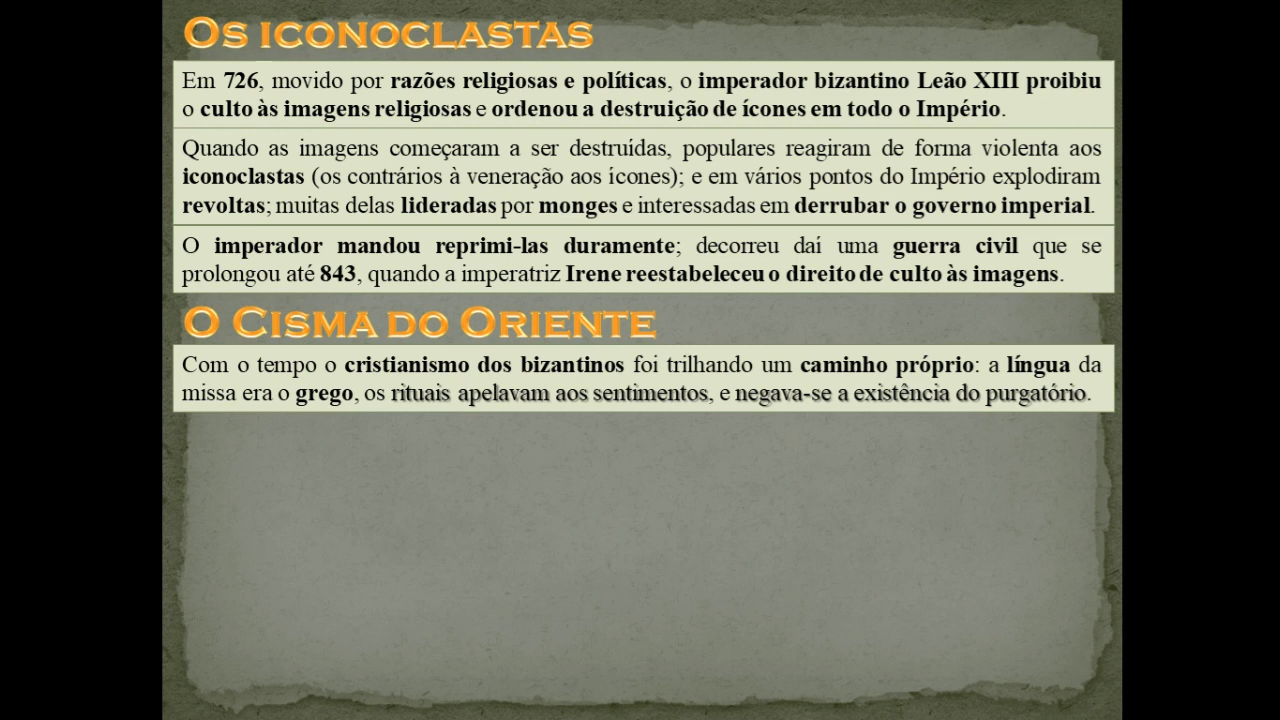 Os iconoclastas
Em 726, movido por razões religiosas e políticas, o imperador bizantino Leão XIII proibiu
o culto às imagens religiosas e ordenou a destruição de ícones em todo o Império.
Quando as imagens começaram a ser destruídas, populares reagiram de forma violenta aos
iconoclastas (os contrários à veneração aos ícones); e em vários pontos do Império explodiram
revoltas; muitas delas lideradas por monges e interessadas em derrubar o governo imperial.
O imperador mandou reprimi-las duramente; decorreu daí uma guerra civil que se
prolongou até 843, quando a imperatriz Irene reestabeleceu o direito de culto às imagens.
O Cisma do Oriente
Com o tempo o cristianismo dos bizantinos foi trilhando um caminho próprio: a língua da
missa era o grego, os rituais apelavam aos sentimentos, e negava-se a existência do purgatório.